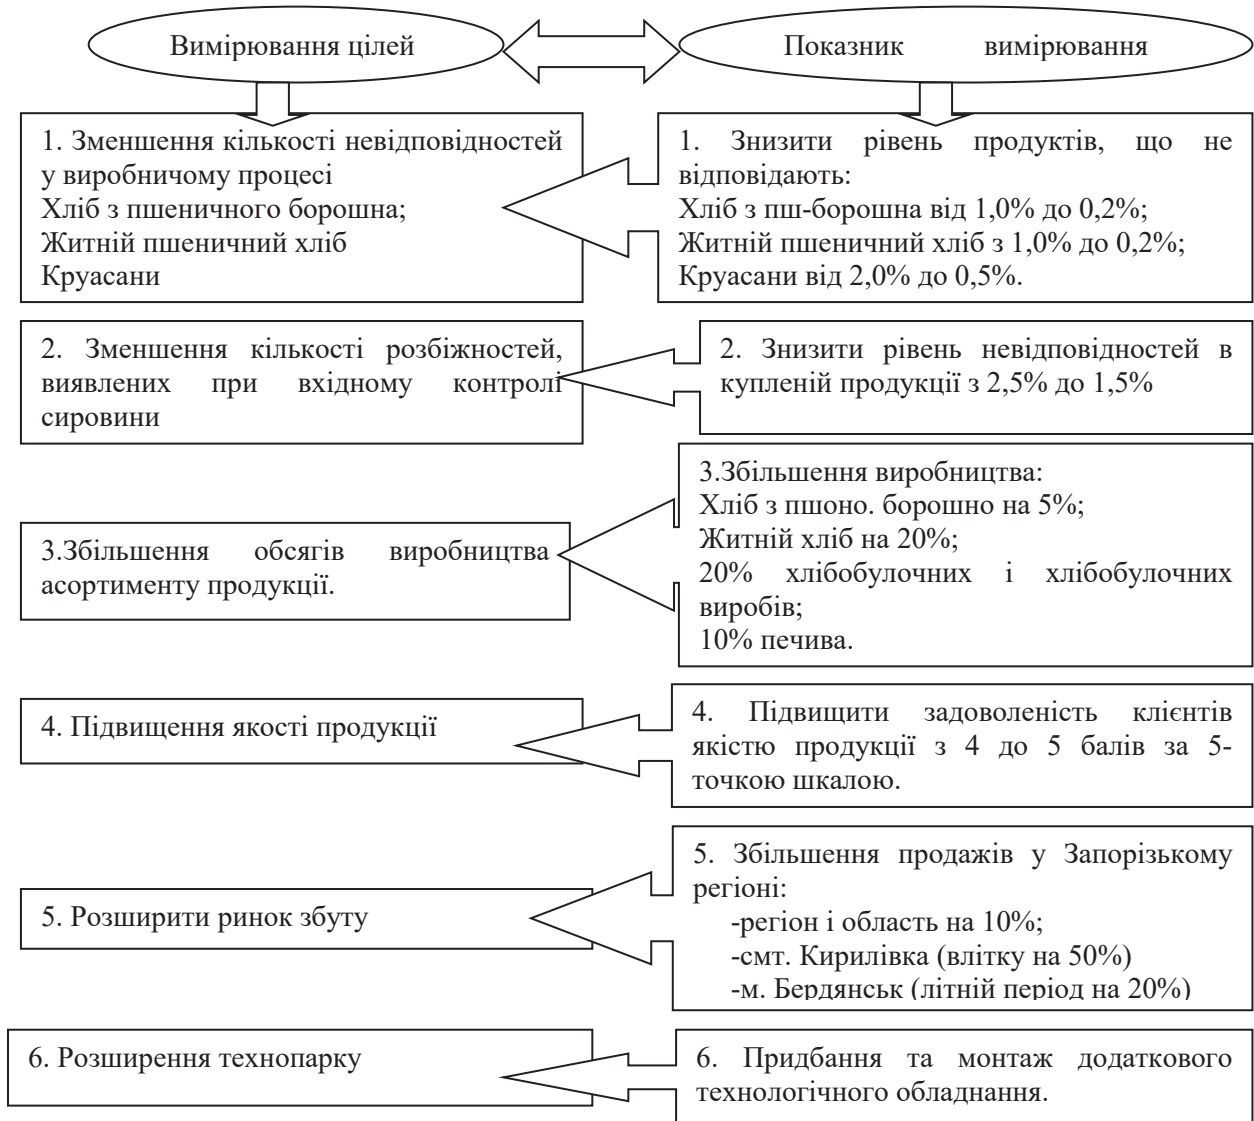 Вимірювання цілей
Показник вимірювання
1. Зменшення кількості невідповідностей
у виробничому процесі
Хліб з пшеничного борошна;
Житній пшеничний хліб
Круасани
1. Знизити рівень продуктів, що не
відповідають:
Хліб з пш-борошна від 1,0% до 0,2%;
Житній пшеничний хліб з 1,0% до 0,2%;
Круасани від 2,0% до 0,5%.
2. Зменшення кількості розбіжностей,
виявлених при вхідному контролі
сировини
2. Знизити рівень невідповідностей в
купленій продукції з 2,5% до 1,5%
3.Збільшення обсягів виробництва
асортименту продукції.
3.Збільшення виробництва:
Хліб з пшоно. борошно на 5%;
Житній хліб на 20%;
20% хлібобулочних і хлібобулочних
виробів;
10% печива.
4. Підвищення якості продукції
4. Підвищити задоволеність клієнтів
якістю продукції з 4 до 5 балів за 5-
точкою шкалою.
5. Розширити ринок збуту
5. Збільшення продажів у Запорізькому
регіоні:
-регіон і область на 10%;
-смт. Кирилівка (влітку на 50%)
-м. Бердянськ (літній період на 20%)
6. Розширення технопарку
6. Придбання та монтаж додаткового
технологічного обладнання.